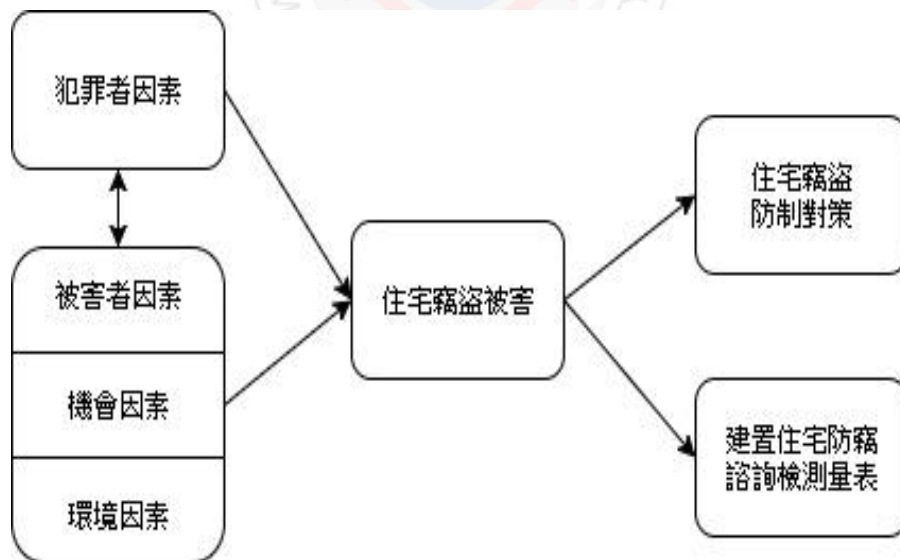 犯罪者因素
被害者因素
機會因素
環境因素
住宅竊盜被害
住宅竊盜
防制對策
建置住宅防竊
諮詢檢測量表